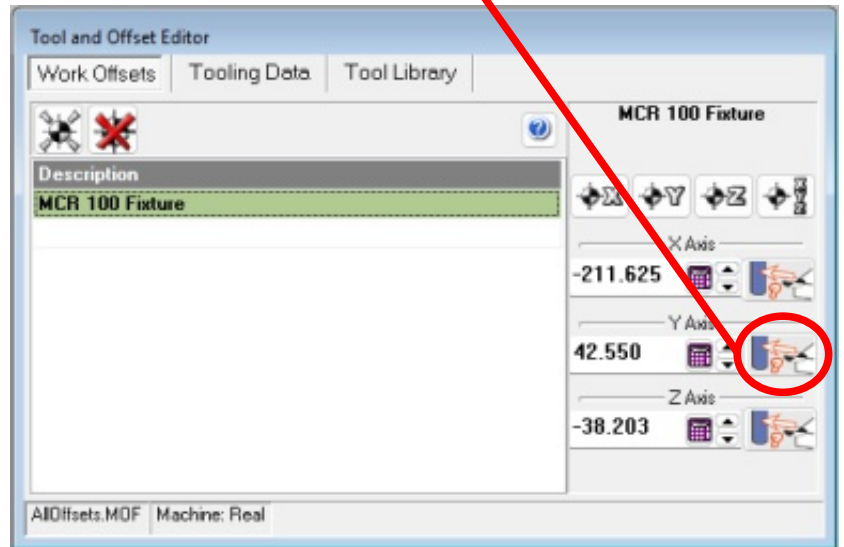 Tool and Offset Editor
Work Offsets Tooling Data Tool Library
MCR 100 Fixture
Description
MCR 100 Fixture
X Y Z XYZ
X Axis
-211.625
Y Axis
42.550
Z Axis
-38.203
AllOffsets.MOF Machine: Real